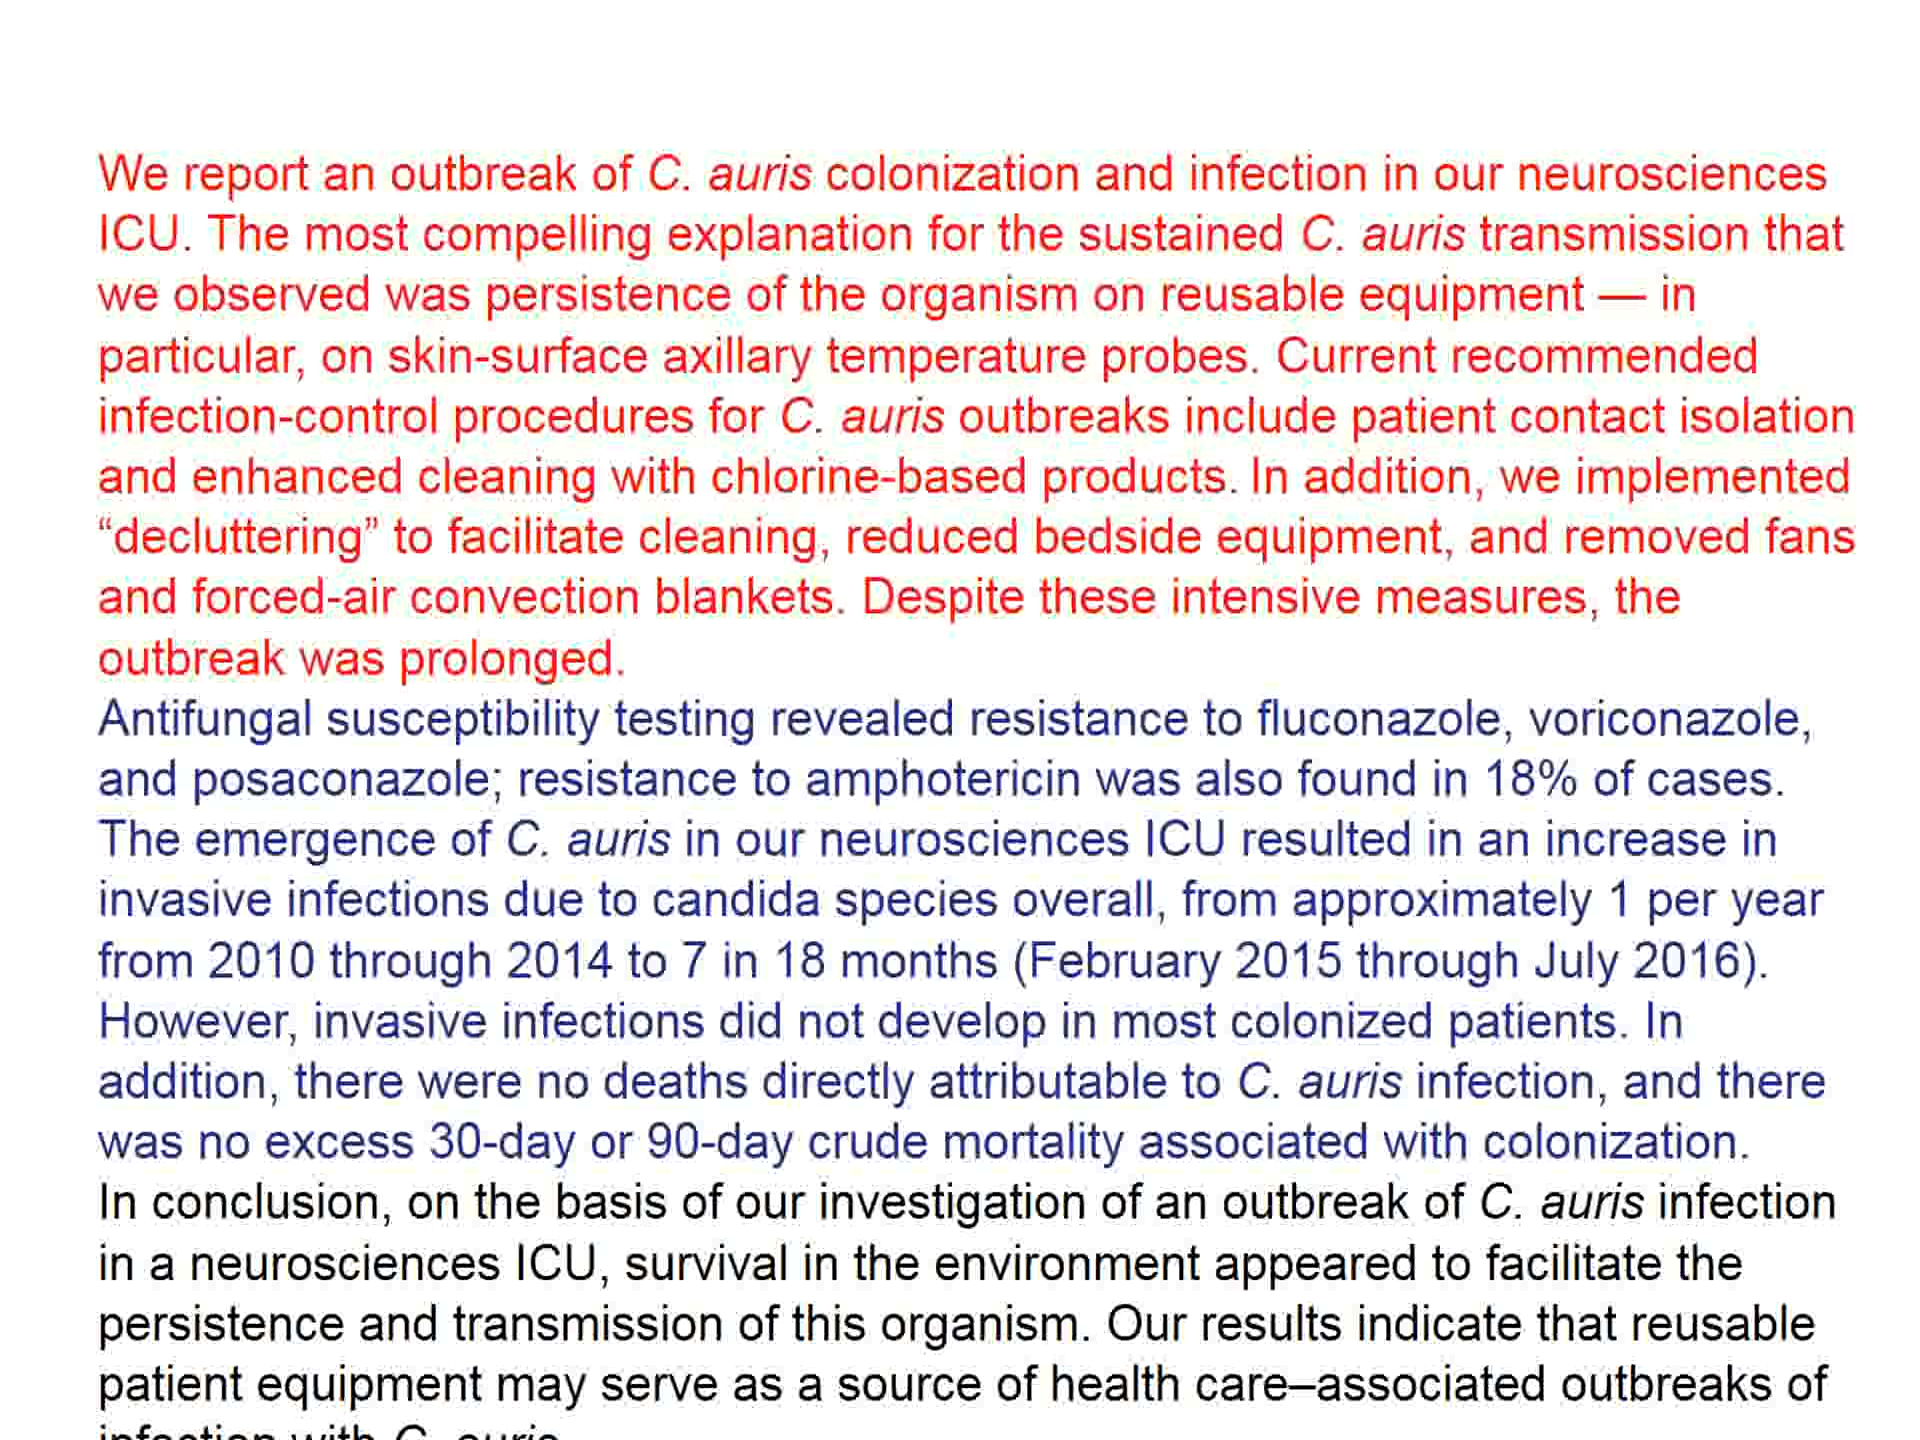 We report an outbreak of C. auris colonization and infection in our neurosciences
ICU. The most compelling explanation for the sustained C. auris transmission that
we observed was persistence of the organism on reusable equipment — in
particular, on skin-surface axillary temperature probes. Current recommended
infection-control procedures for C. auris outbreaks include patient contact isolation
and enhanced cleaning with chlorine-based products. In addition, we implemented
“decluttering” to facilitate cleaning, reduced bedside equipment, and removed fans
and forced-air convection blankets. Despite these intensive measures, the
outbreak was prolonged.
Antifungal susceptibility testing revealed resistance to fluconazole, voriconazole,
and posaconazole; resistance to amphotericin was also found in 18% of cases.
The emergence of C. auris in our neurosciences ICU resulted in an increase in
invasive infections due to candida species overall, from approximately 1 per year
from 2010 through 2014 to 7 in 18 months (February 2015 through July 2016).
However, invasive infections did not develop in most colonized patients. In
addition, there were no deaths directly attributable to C. auris infection, and there
was no excess 30-day or 90-day crude mortality associated with colonization.
In conclusion, on the basis of our investigation of an outbreak of C. auris infection
in a neurosciences ICU, survival in the environment appeared to facilitate the
persistence and transmission of this organism. Our results indicate that reusable
patient equipment may serve as a source of health care–associated outbreaks of
infection with C. auris.